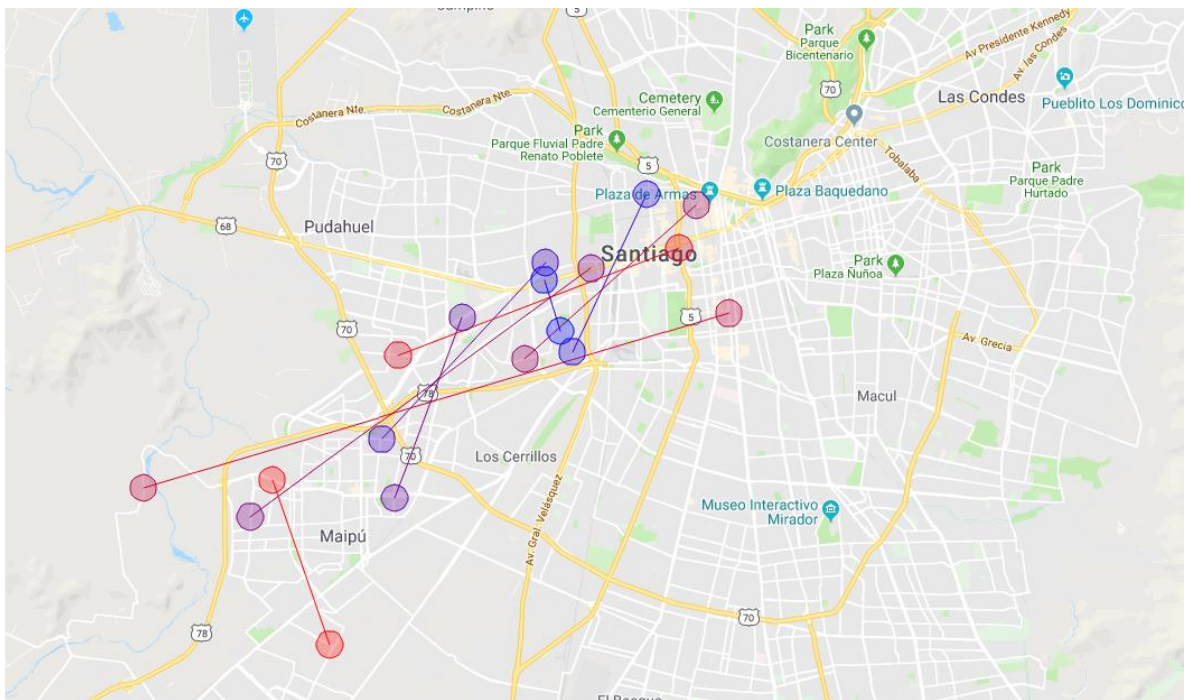 5
Park
Parque
Bicentenario
Av Presidente Kennedy
Av. las Condes
70
Las Condes
Pueblito Los Dominico
Costanera Nte.
Costanera Nte.
Cemetery
Cementerio General
Costanera Center
Park
Parque Fluvial Padre
Renato Poblete
70
5
Tobalaba
Park
Parque Padre
Hurtado
Plaza de Armas
Plaza Baquedano
68
Pudahuel
Santiago
Park
Plaza Ñuñoa
70
5
Av. Grecia
78
Macul
70
Los Cerrillos
Av. Gral. Velásquez
Museo Interactivo
Mirador
Maipú
70
78